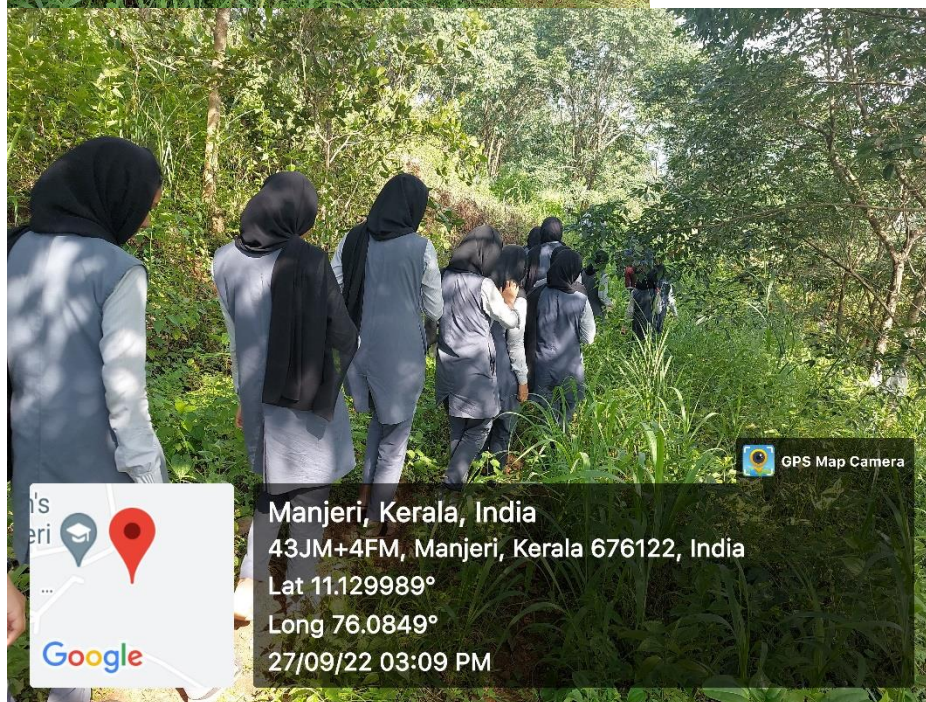 GPS Map Camera
Manjeri, Kerala, India
43JM+4FM, Manjeri, Kerala 676122, India
Lat 11.129989°
Long 76.0849°
27/09/22 03:09 PM
n's
eri
...
Google